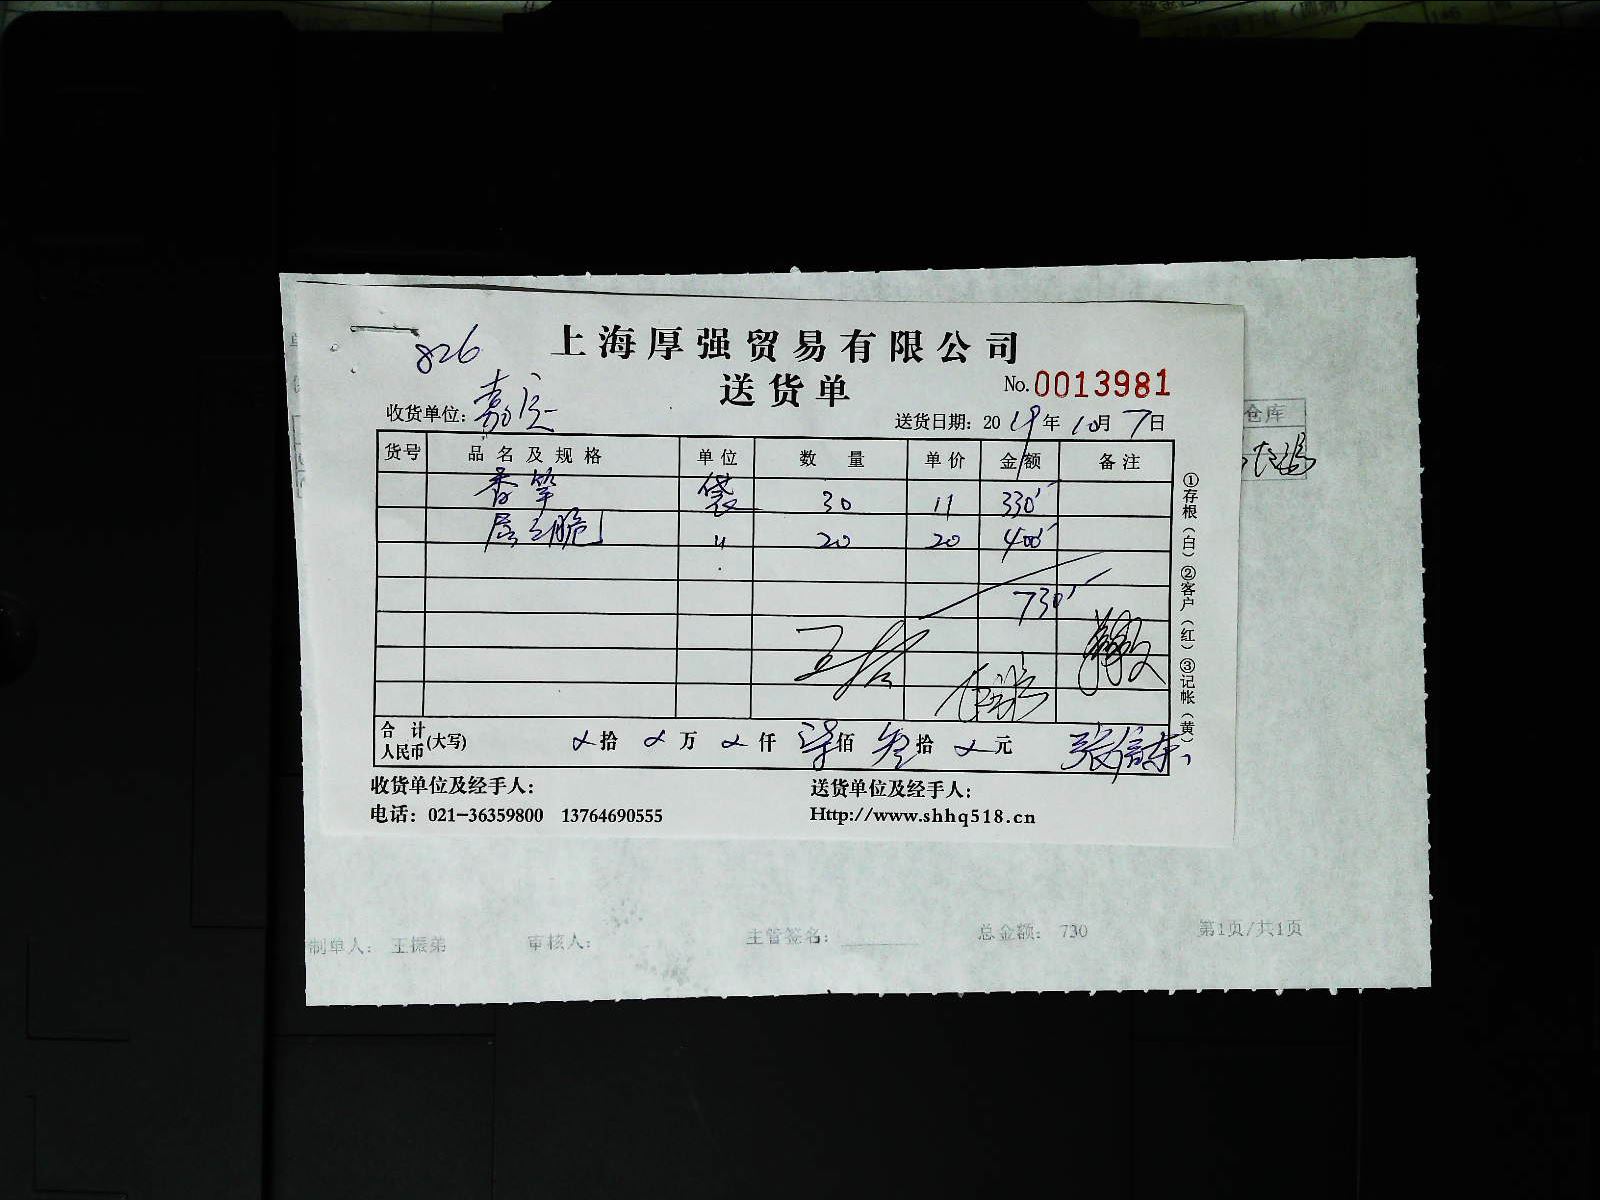 826
上海厚强贸易有限公司
送货单
No.0013981
收货单位：嘉定
送货日期：2019年10月7日
仓库
货号 品名及规格 单位 数量 单价 金额 备注
香笋 袋 30 11 330
〃 20 20 400
730
合计人民币(大写) 拾 万 仟 柒佰 叁拾 元
张信东
①存根（白）②客户（红）③记帐（黄）
收货单位及经手人：
送货单位及经手人：
电话：021-36359800 13764690555
Http://www.shhq518.cn
制单人：王振弟 审核人： 主管签名： 总金额：730 第1页/共1页